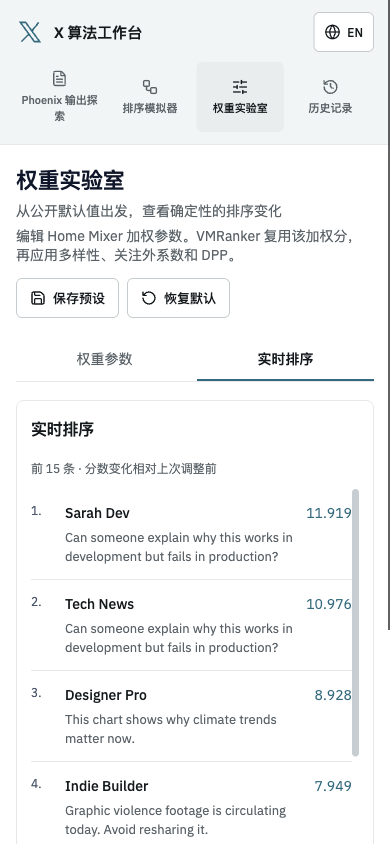 X 算法工作台
EN
Phoenix 输出探
索
排序模拟器
权重实验室
历史记录
权重实验室
从公开默认值出发，查看确定性的排序变化
编辑 Home Mixer 加权参数。VMRanker 复用该加权分，
再应用多样性、关注外系数和 DPP。
保存预设
恢复默认
权重参数
实时排序
实时排序
前 15 条 · 分数变化相对上次调整前
1.
Sarah Dev
11.919
Can someone explain why this works in
development but fails in production?
2.
Tech News
10.976
Can someone explain why this works in
development but fails in production?
3.
Designer Pro
8.928
This chart shows why climate trends
matter now.
4.
Indie Builder
7.949
Graphic violence footage is circulating
today. Avoid resharing it.